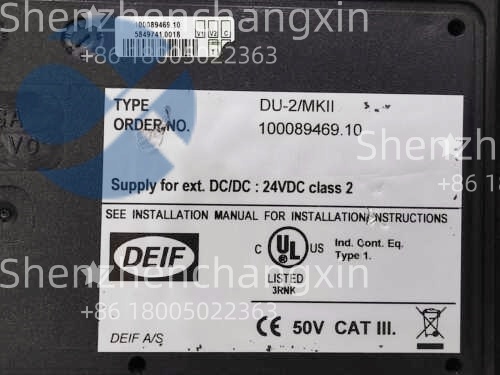 100089469.10
5849741.0018
V1 V2 C
T
Shenzhenchangxin
+86 18005022363
TYPE DU-2/MKII
ORDER NO. 100089469.10
Supply for ext. DC/DC : 24VDC class 2
SEE INSTALLATION MANUAL FOR INSTALLATION INSTRUCTIONS
DEIF
C UL US
LISTED
3RNK
Ind. Cont. Eq.
Type 1.
Shenzhenchangxin
+86 18005022363
DEIF A/S
CE 50V CAT III.
Shenzhen
+86 1
Shenz
+86